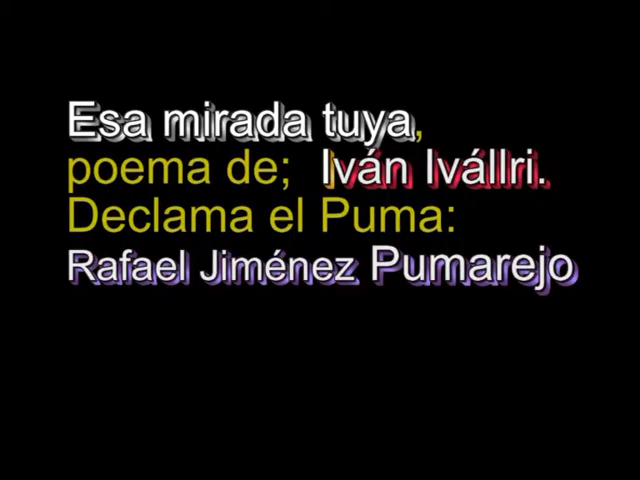 Esa mirada tuya,
poema de; Iván Ivállri.
Declama el Puma:
Rafael Jiménez Pumarejo